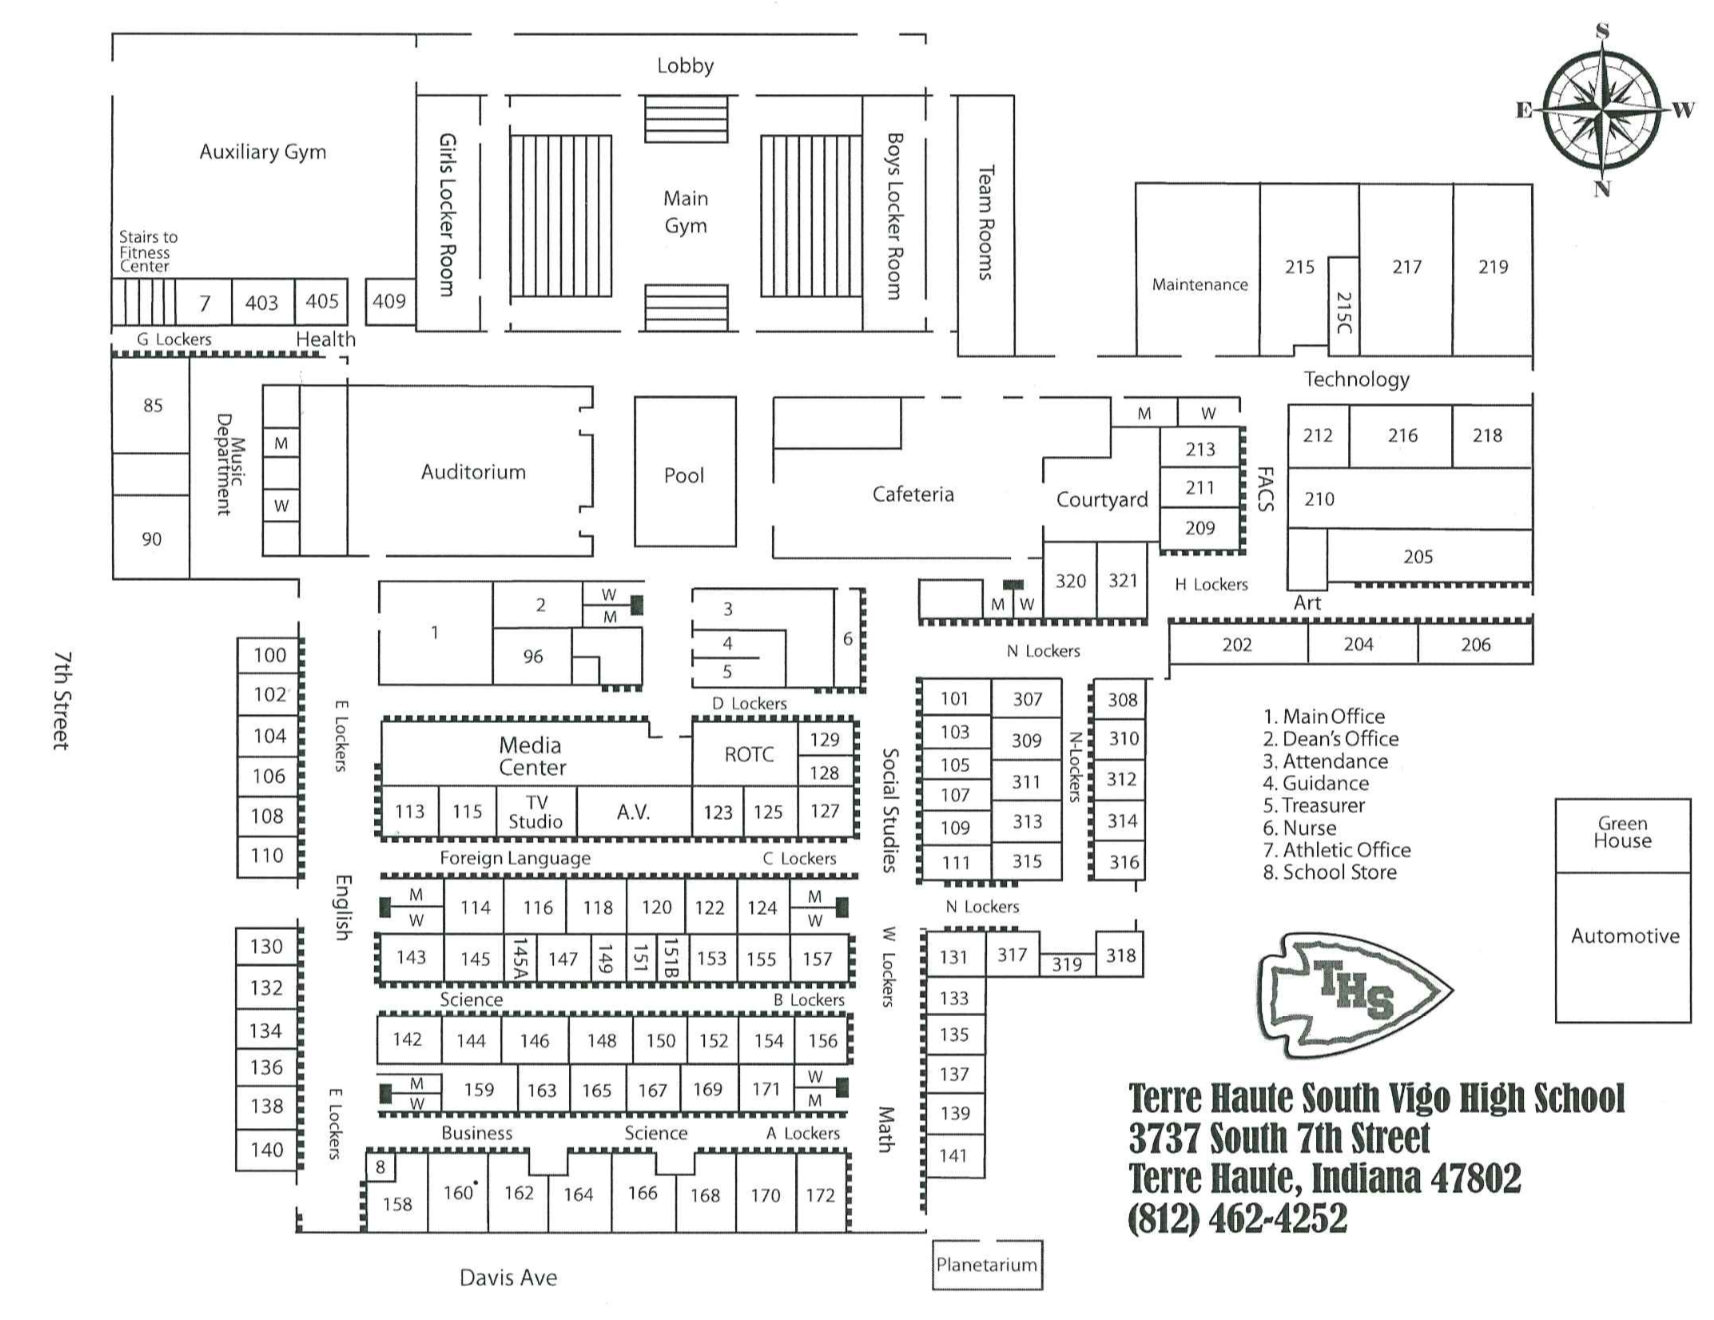 S
E
W
N
Lobby
Auxiliary Gym
Girls Locker Room
Main
Gym
Boys Locker Room
Team Rooms
Stairs to
Fitness
Center
7
403
405
409
G Lockers
Health
Maintenance
215
215C
217
219
Technology
85
90
Music
Department
M
W
Auditorium
Pool
Cafeteria
Courtyard
M
W
213
211
209
FACS
212
216
218
210
205
H Lockers
Art
320
321
M
W
N Lockers
202
204
206
1
2
W
M
96
3
4
5
6
D Lockers
7th Street
100
102
104
106
108
110
E Lockers
Media
Center
ROTC
129
128
113
115
TV
Studio
A.V.
123
125
127
Social Studies
101
103
105
107
109
111
307
309
311
313
315
N-Lockers
308
310
312
314
316
1. Main Office
2. Dean's Office
3. Attendance
4. Guidance
5. Treasurer
6. Nurse
7. Athletic Office
8. School Store
Green
House
Automotive
Foreign Language
C Lockers
English
M
W
114
116
118
120
122
124
M
W
143
145
145A
147
149
151
151B
153
155
157
W Lockers
N Lockers
131
317
319
318
133
135
137
139
141
130
132
134
136
138
140
E Lockers
Science
B Lockers
142
144
146
148
150
152
154
156
M
W
159
163
165
167
169
171
W
M
Business
Science
A Lockers
Math
8
158
160
162
164
166
168
170
172
Davis Ave
Planetarium
THS
Terre Haute South Vigo High School
3737 South 7th Street
Terre Haute, Indiana 47802
(812) 462-4252